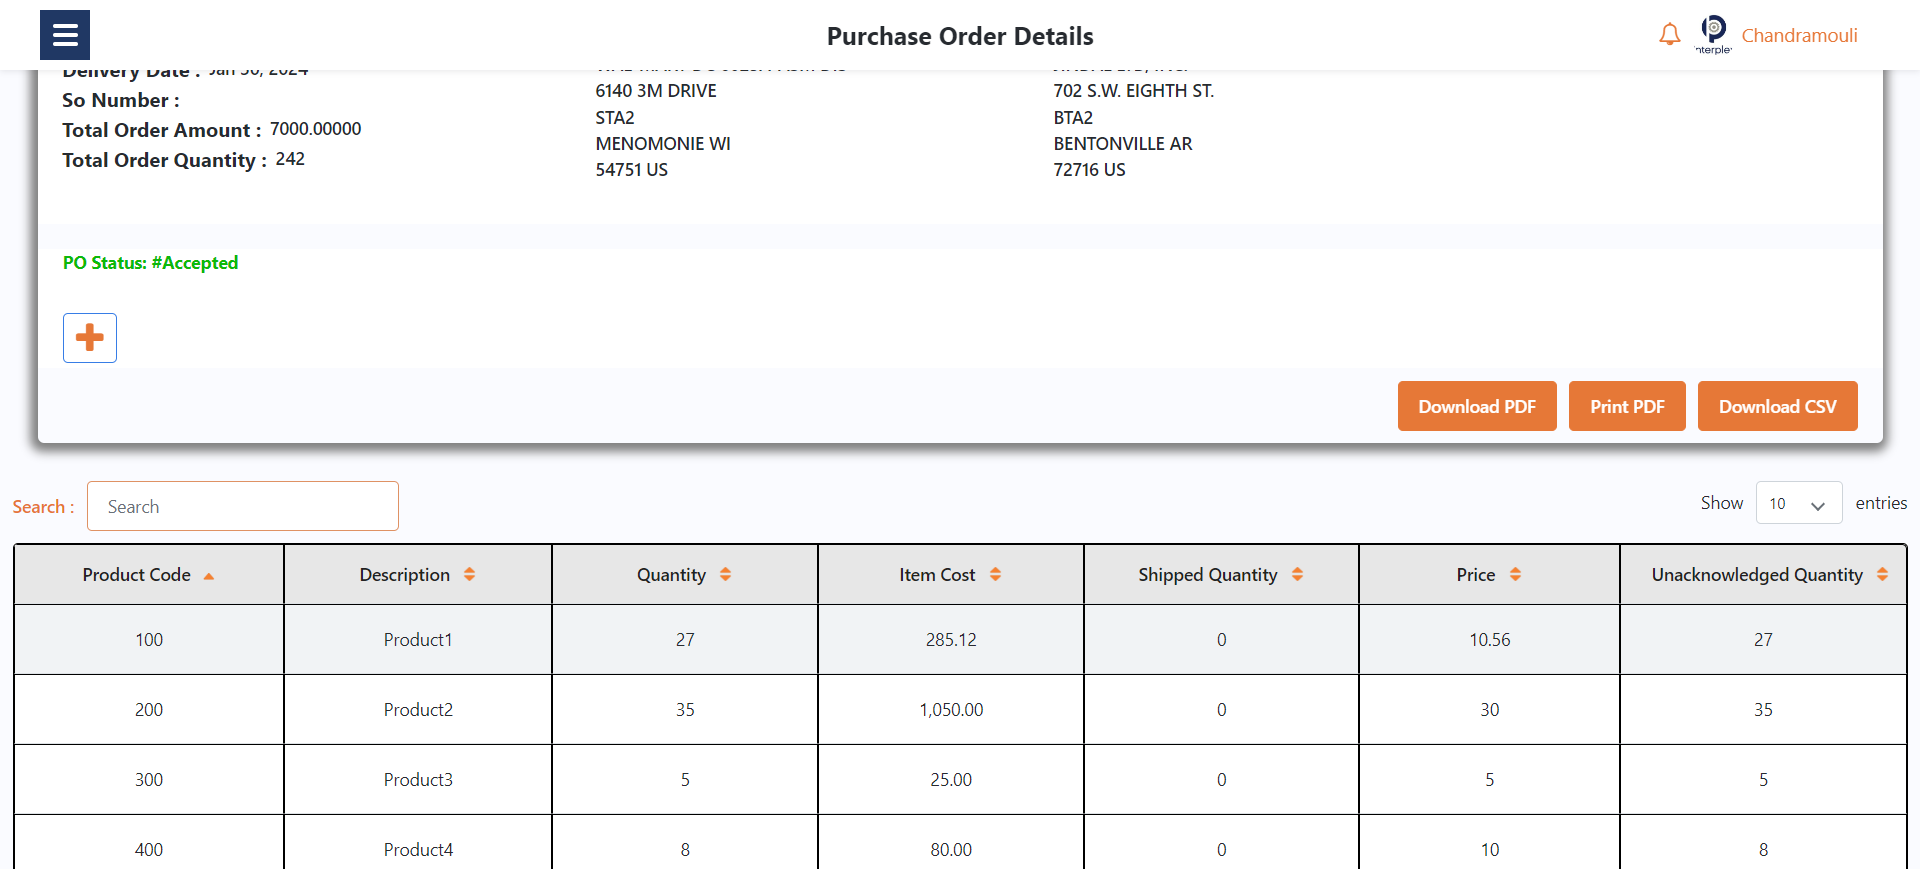 Purchase Order Details
nterple
Chandramouli
Delivery Date : Jan 30, 2024
So Number :
Total Order Amount : 7000.00000
Total Order Quantity : 242
6140 3M DRIVE
STA2
MENOMONIE WI
54751 US
702 S.W. EIGHTH ST.
BTA2
BENTONVILLE AR
72716 US
PO Status: #Accepted
Download PDF Print PDF Download CSV
Search : Search
Show 10 entries
Product Code Description Quantity Item Cost Shipped Quantity Price Unacknowledged Quantity
100 Product1 27 285.12 0 10.56 27
200 Product2 35 1,050.00 0 30 35
300 Product3 5 25.00 0 5 5
400 Product4 8 80.00 0 10 8